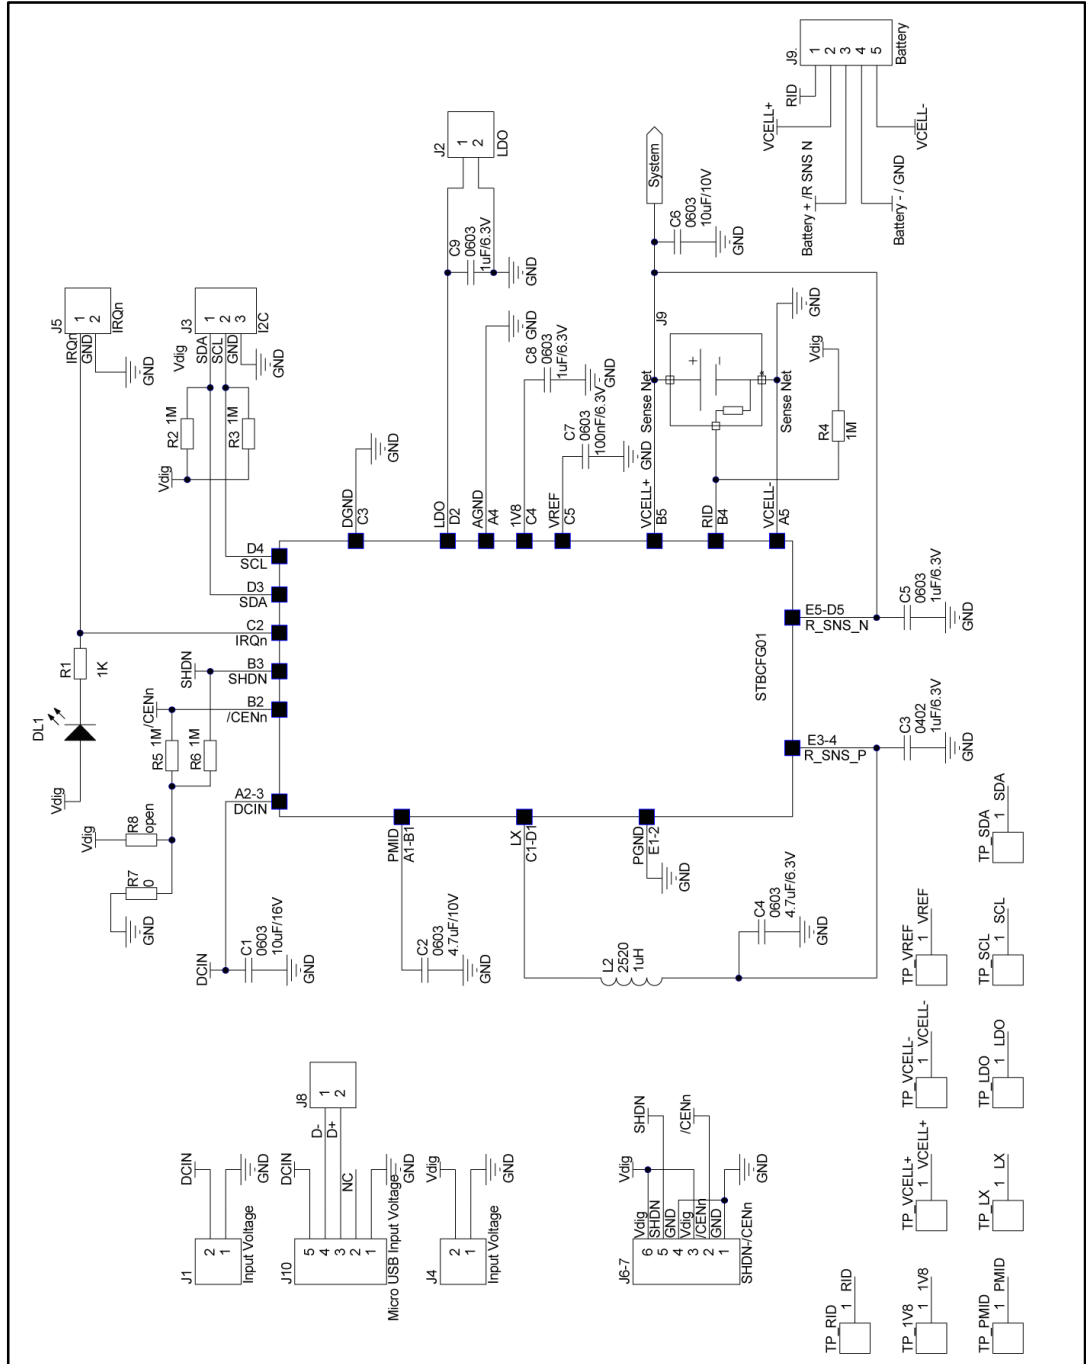 J1
2
1
Input Voltage
DCIN
GND
J10
5
4
3
2
1
Micro USB Input Voltage
DCIN
D-
D+
NC
GND
J8
1
2
J4
2
1
Input Voltage
Vdig
GND
J6-7
6
5
4
3
2
1
SHDN-/CENn
Vdig
SHDN
GND
Vdig
/CENn
GND
Vdig
SHDN
/CENn
GND
TP_RID
1 RID
TP_1V8
1 1V8
TP_PMID
1 PMID
TP_VCELL+
1 VCELL+
TP_LX
1 LX
TP_VCELL-
1 VCELL-
TP_LDO
1 LDO
TP_VREF
1 VREF
TP_SCL
1 SCL
TP_SDA
1 SDA
DCIN
C1
0603
10uF/16V
GND
R7
0
GND
R8
open
Vdig
R5 1M
R6 1M
/CENn
SHDN
Vdig
DL1
R1
1K
C2
0603
4.7uF/10V
GND
L2
2520
1uH
C4
0603
4.7uF/6.3V
GND
GND
A2-3
DCIN
B2
/CENn
B3
SHDN
C2
IRQn
D3
SDA
D4
SCL
PMID
A1-B1
LX
C1-D1
PGND
E1-2
STBCFG01
E3-4
R_SNS_P
E5-D5
R_SNS_N
C3
0402
1uF/6.3V
GND
C5
0603
1uF/6.3V
GND
DGND
C3
LDO
D2
AGND
A4
1V8
C4
VREF
C5
VCELL+
B5
RID
B4
VCELL-
A5
Vdig
R2 1M
R3 1M
J5
1
2
IRQn
IRQn
GND
GND
J3
1
2
3
I2C
Vdig
SDA
SCL
GND
GND
GND
J2
1
2
LDO
C9
0603
1uF/6.3V
GND
GND
C8
0603
1uF/6.3V
GND
C7
0603
100nF/6.3V
GND
Sense Net
J9
+
-
*
Sense Net
GND
R4
1M
Vdig
System
C6
0603
10uF/10V
GND
J9.
1
2
3
4
5
Battery
RID
VCELL+
Battery + /R SNS N
Battery - / GND
VCELL-